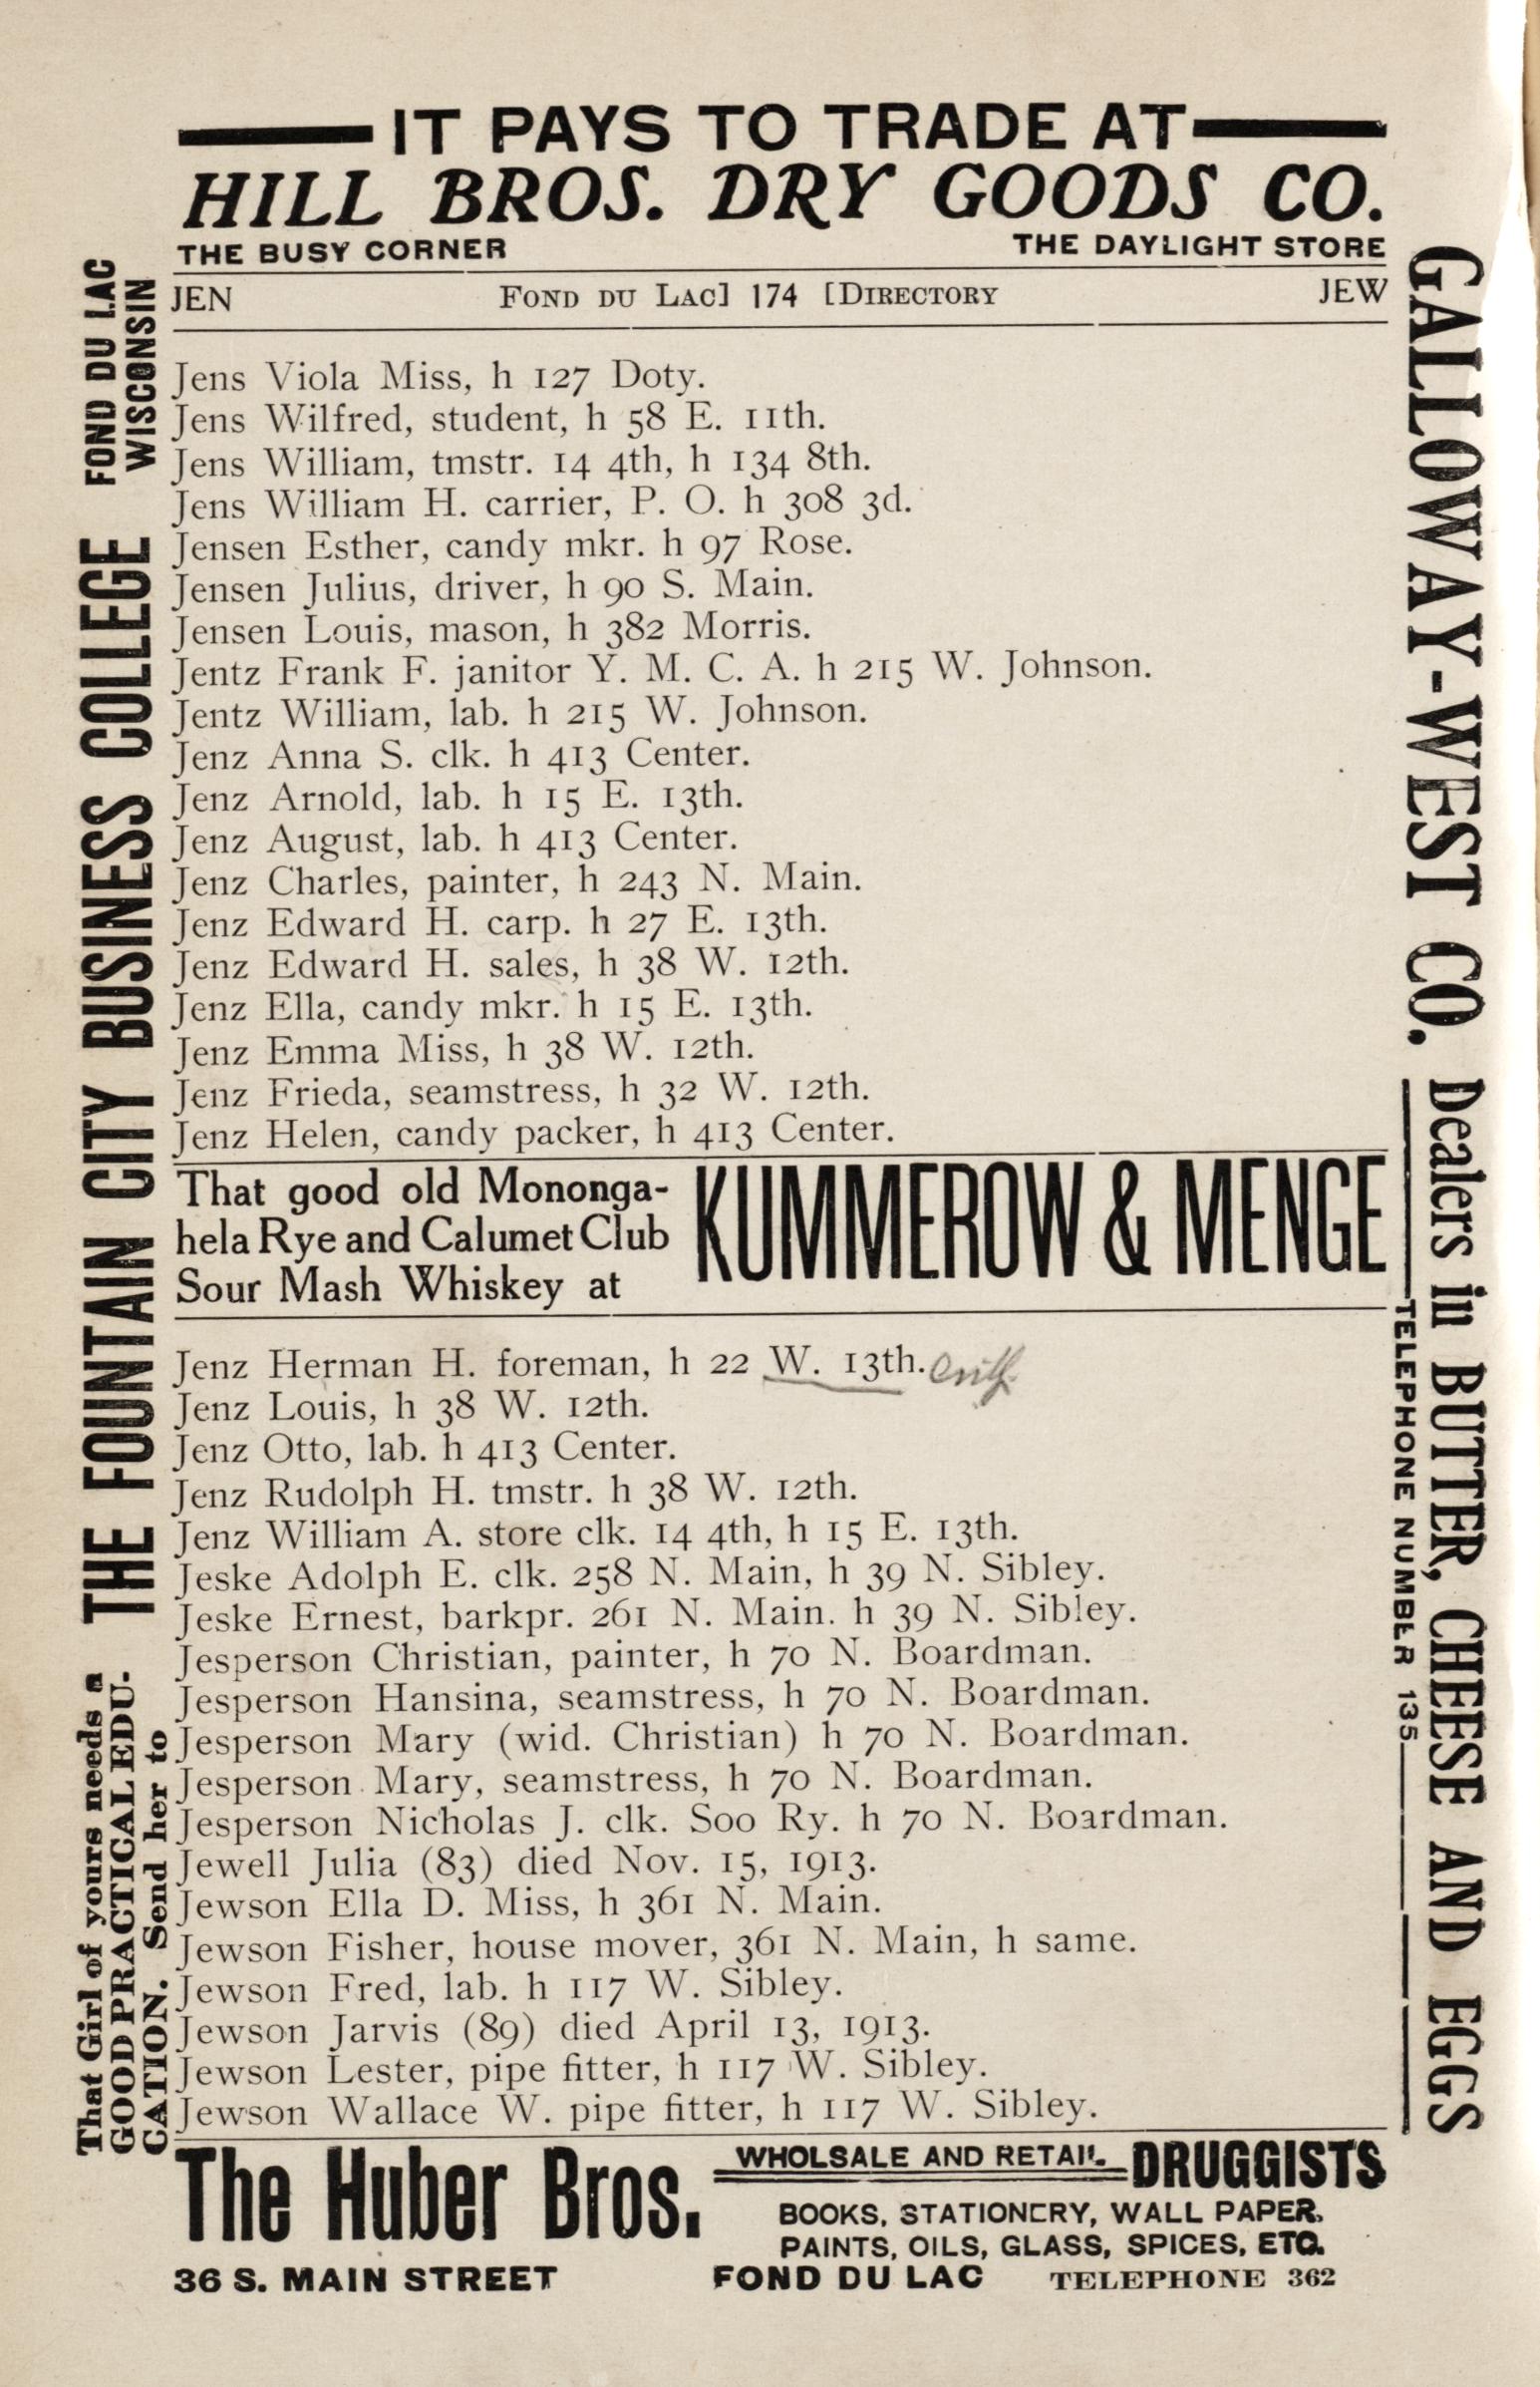 IT PAYS TO TRADE AT
HILL BROS. DRY GOODS CO.
THE BUSY CORNER THE DAYLIGHT STORE
JEN FOND DU LAC] 174 [DIRECTORY JEW
Jens Viola Miss, h 127 Doty.
Jens Wilfred, student, h 58 E. 11th.
Jens William, tmstr. 14 4th, h 134 8th.
Jens William H. carrier, P. O. h 308 3d.
Jensen Esther, candy mkr. h 97 Rose.
Jensen Julius, driver, h 90 S. Main.
Jensen Louis, mason, h 382 Morris.
Jentz Frank F. janitor Y. M. C. A. h 215 W. Johnson.
Jentz William, lab. h 215 W. Johnson.
Jenz Anna S. clk. h 413 Center.
Jenz Arnold, lab. h 15 E. 13th.
Jenz August, lab. h 413 Center.
Jenz Charles, painter, h 243 N. Main.
Jenz Edward H. carp. h 27 E. 13th.
Jenz Edward H. sales, h 38 W. 12th.
Jenz Ella, candy mkr. h 15 E. 13th.
Jenz Emma Miss, h 38 W. 12th.
Jenz Frieda, seamstress, h 32 W. 12th.
Jenz Helen, candy packer, h 413 Center.
That good old Mononga-
hela Rye and Calumet Club
Sour Mash Whiskey at
KUMMEROW & MENGE
Jenz Herman H. foreman, h 22 W. 13th.
Jenz Louis, h 38 W. 12th.
Jenz Otto, lab. h 413 Center.
Jenz Rudolph H. tmstr. h 38 W. 12th.
Jenz William A. store clk. 14 4th, h 15 E. 13th.
Jeske Adolph E. clk. 258 N. Main, h 39 N. Sibley.
Jeske Ernest, barkpr. 261 N. Main. h 39 N. Sibley.
Jesperson Christian, painter, h 70 N. Boardman.
Jesperson Hansina, seamstress, h 70 N. Boardman.
Jesperson Mary (wid. Christian) h 70 N. Boardman.
Jesperson Mary, seamstress, h 70 N. Boardman.
Jesperson Nicholas J. clk. Soo Ry. h 70 N. Boardman.
Jewell Julia (83) died Nov. 15, 1913.
Jewson Ella D. Miss, h 361 N. Main.
Jewson Fisher, house mover, 361 N. Main, h same.
Jewson Fred, lab. h 117 W. Sibley.
Jewson Jarvis (89) died April 13, 1913.
Jewson Lester, pipe fitter, h 117 W. Sibley.
Jewson Wallace W. pipe fitter, h 117 W. Sibley.
The Huber Bros.
36 S. MAIN STREET
WHOLSALE AND RETAIL DRUGGISTS
BOOKS, STATIONERY, WALL PAPER,
PAINTS, OILS, GLASS, SPICES, ETC.
FOND DU LAC TELEPHONE 362
That Girl of yours needs a
GOOD PRACTICAL EDU-
CATION. Send her to
THE FOUNTAIN CITY BUSINESS COLLEGE
FOND DU LAC
WISCONSIN
GALLOWAY-WEST CO. Dealers in BUTTER, CHEESE AND EGGS
TELEPHONE NUMBER 135